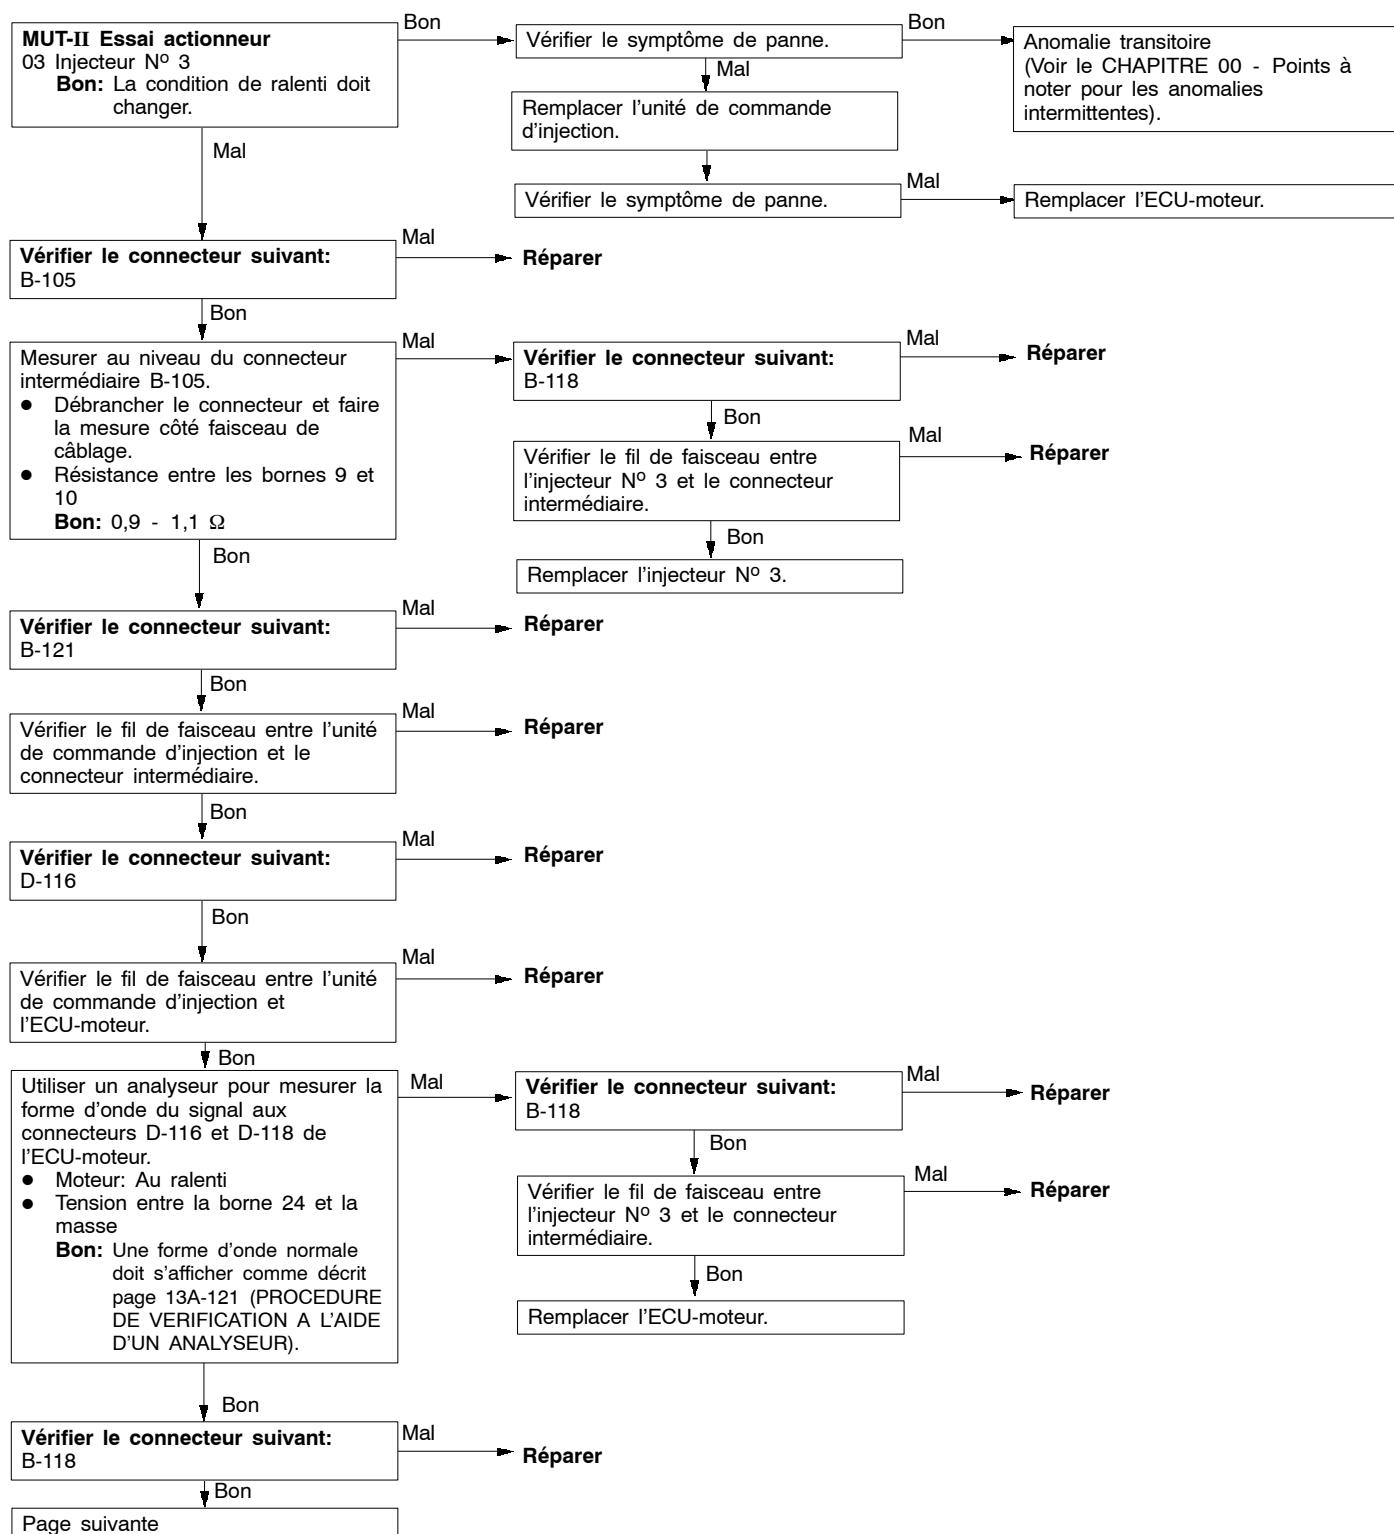 MUT-II Essai actionneur
03 Injecteur Nº 3
Bon: La condition de ralenti doit
changer.
Bon
Vérifier le symptôme de panne.
Bon
Anomalie transitoire
(Voir le CHAPITRE 00 - Points à
noter pour les anomalies
intermittentes).
Mal
Remplacer l'unité de commande
d'injection.
Vérifier le symptôme de panne.
Mal
Remplacer l'ECU-moteur.
Mal
Vérifier le connecteur suivant:
B-105
Mal
Réparer
Bon
Mesurer au niveau du connecteur
intermédiaire B-105.
● Débrancher le connecteur et faire
la mesure côté faisceau de
câblage.
● Résistance entre les bornes 9 et
10
Bon: 0,9 - 1,1 Ω
Mal
Vérifier le connecteur suivant:
B-118
Mal
Réparer
Bon
Vérifier le fil de faisceau entre
l'injecteur Nº 3 et le connecteur
intermédiaire.
Mal
Réparer
Bon
Remplacer l'injecteur Nº 3.
Bon
Vérifier le connecteur suivant:
B-121
Mal
Réparer
Bon
Vérifier le fil de faisceau entre l'unité
de commande d'injection et le
connecteur intermédiaire.
Mal
Réparer
Bon
Vérifier le connecteur suivant:
D-116
Mal
Réparer
Bon
Vérifier le fil de faisceau entre l'unité
de commande d'injection et
l'ECU-moteur.
Mal
Réparer
Bon
Utiliser un analyseur pour mesurer la
forme d'onde du signal aux
connecteurs D-116 et D-118 de
l'ECU-moteur.
● Moteur: Au ralenti
● Tension entre la borne 24 et la
masse
Bon: Une forme d'onde normale
doit s'afficher comme décrit
page 13A-121 (PROCEDURE
DE VERIFICATION A L'AIDE
D'UN ANALYSEUR).
Mal
Vérifier le connecteur suivant:
B-118
Mal
Réparer
Bon
Vérifier le fil de faisceau entre
l'injecteur Nº 3 et le connecteur
intermédiaire.
Mal
Réparer
Bon
Remplacer l'ECU-moteur.
Bon
Vérifier le connecteur suivant:
B-118
Mal
Réparer
Bon
Page suivante